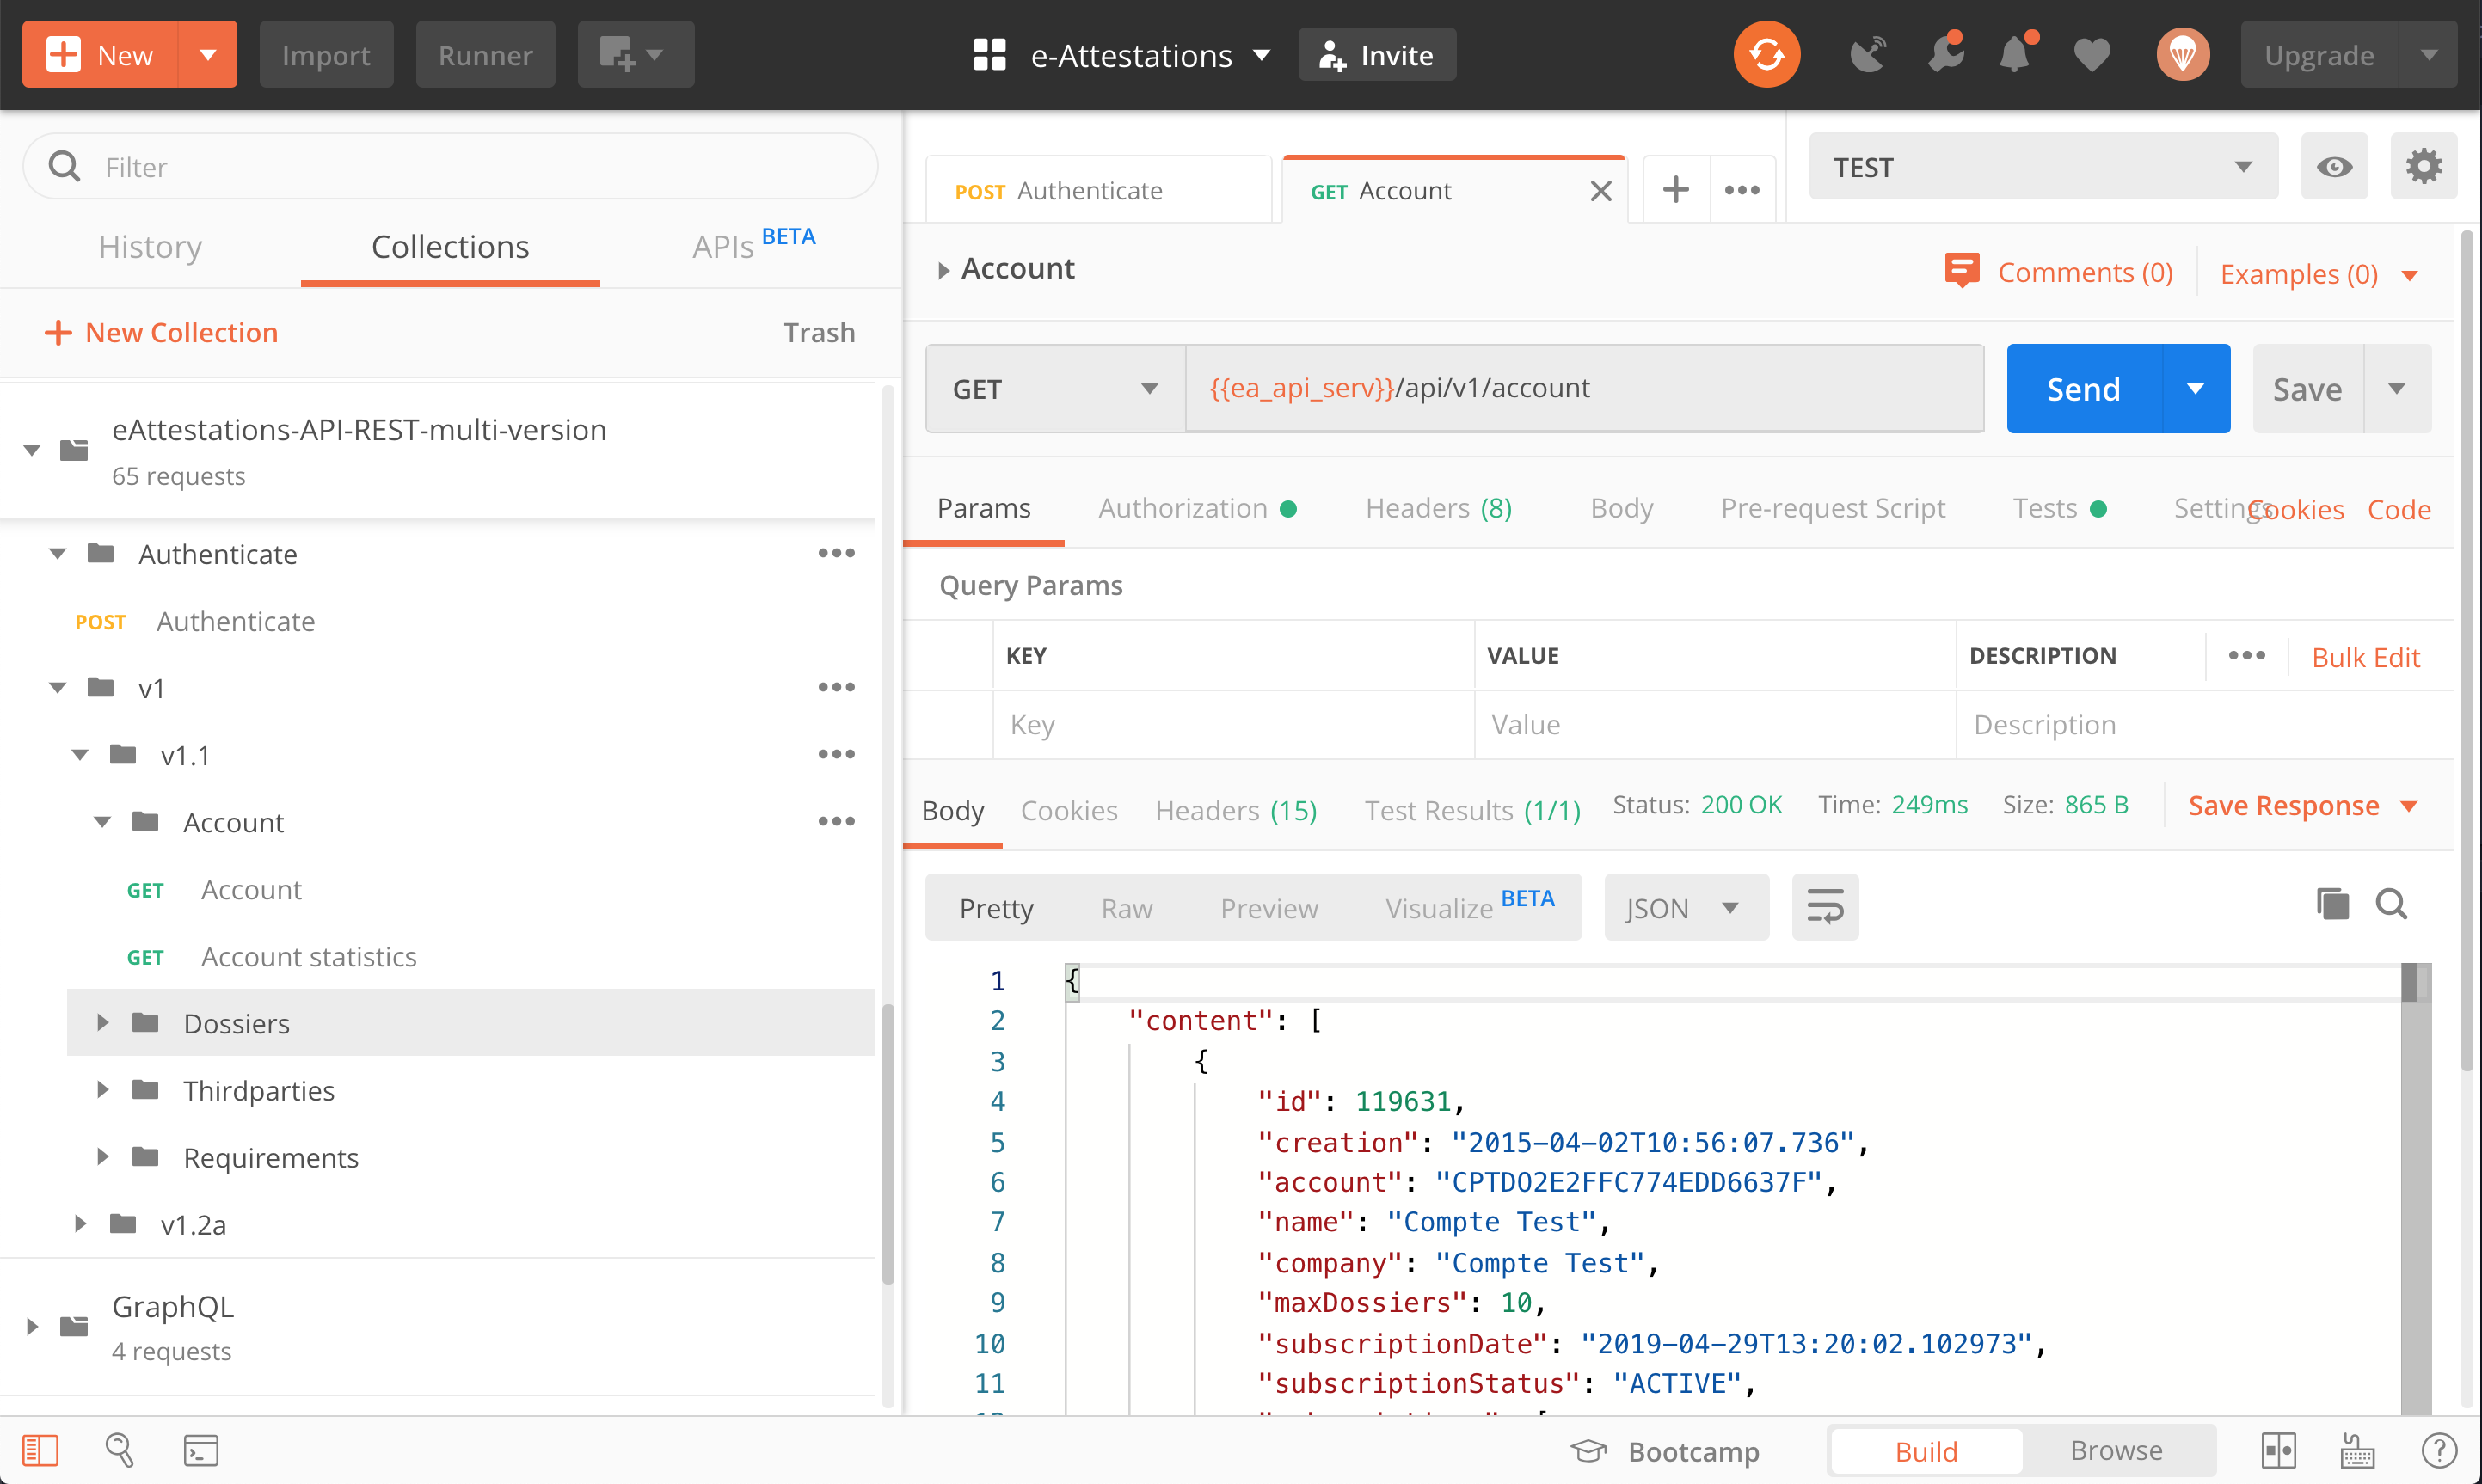 New Import Runner e-Attestations Invite Upgrade
Filter
History Collections APIs BETA
New Collection Trash
eAttestations-API-REST-multi-version
65 requests
Authenticate
POST Authenticate
v1
v1.1
Account
GET Account
GET Account statistics
Dossiers
Thirdparties
Requirements
v1.2a
GraphQL
4 requests
POST Authenticate GET Account TEST
Account Comments (0) Examples (0)
GET {{ea_api_serv}}/api/v1/account Send Save
Params Authorization Headers (8) Body Pre-request Script Tests Settings Cookies Code
Query Params
KEY VALUE DESCRIPTION Bulk Edit
Key Value Description
Body Cookies Headers (15) Test Results (1/1) Status: 200 OK Time: 249ms Size: 865 B Save Response
Pretty Raw Preview Visualize BETA JSON
1 {
2 "content": [
3 {
4 "id": 119631,
5 "creation": "2015-04-02T10:56:07.736",
6 "account": "CPTDO2E2FFC774EDD6637F",
7 "name": "Compte Test",
8 "company": "Compte Test",
9 "maxDossiers": 10,
10 "subscriptionDate": "2019-04-29T13:20:02.102973",
11 "subscriptionStatus": "ACTIVE",
Bootcamp Build Browse